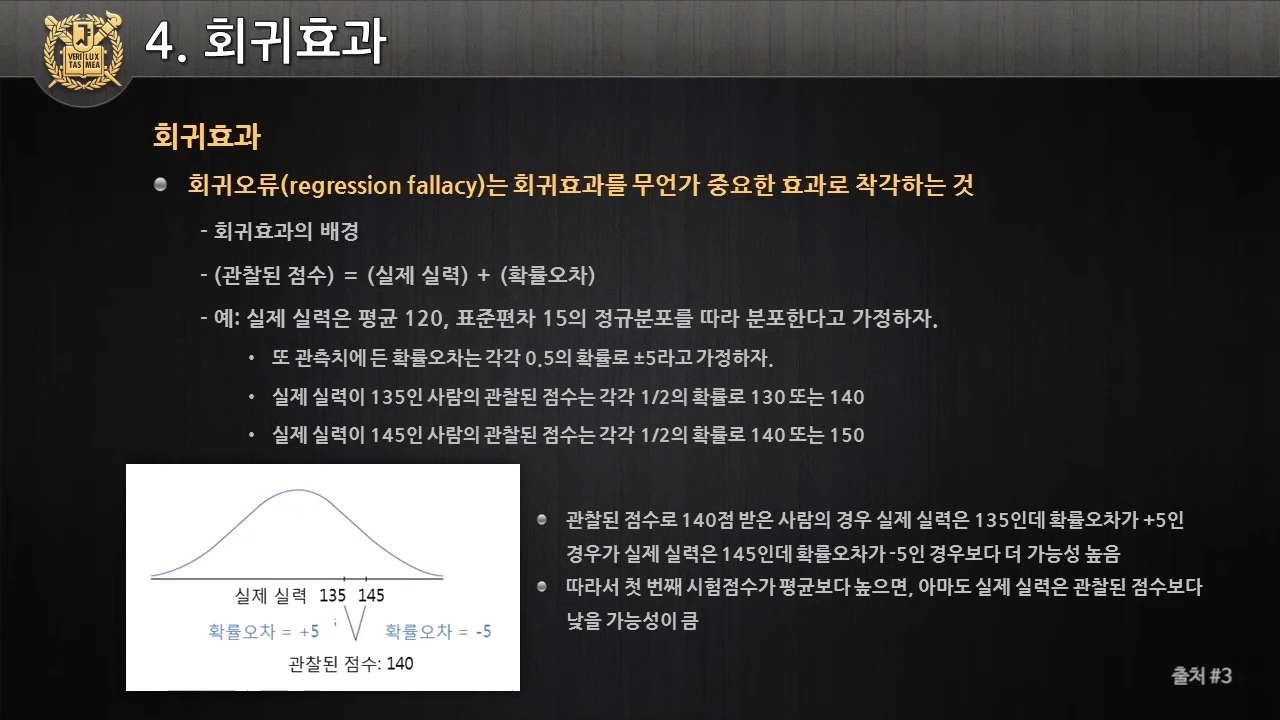 VERI LUX
TAS MEA
4. 회귀효과
회귀효과
회귀오류(regression fallacy)는 회귀효과를 무언가 중요한 효과로 착각하는 것
- 회귀효과의 배경
- (관찰된 점수) = (실제 실력) + (확률오차)
- 예: 실제 실력은 평균 120, 표준편차 15의 정규분포를 따라 분포한다고 가정하자.
• 또 관측치에 든 확률오차는 각각 0.5의 확률로 ±5라고 가정하자.
• 실제 실력이 135인 사람의 관찰된 점수는 각각 1/2의 확률로 130 또는 140
• 실제 실력이 145인 사람의 관찰된 점수는 각각 1/2의 확률로 140 또는 150
실제 실력 135 145
확률오차 = +5 확률오차 = -5
관찰된 점수: 140
관찰된 점수로 140점 받은 사람의 경우 실제 실력은 135인데 확률오차가 +5인
경우가 실제 실력은 145인데 확률오차가 -5인 경우보다 더 가능성 높음
따라서 첫 번째 시험점수가 평균보다 높으면, 아마도 실제 실력은 관찰된 점수보다
낮을 가능성이 큼
출처 #3